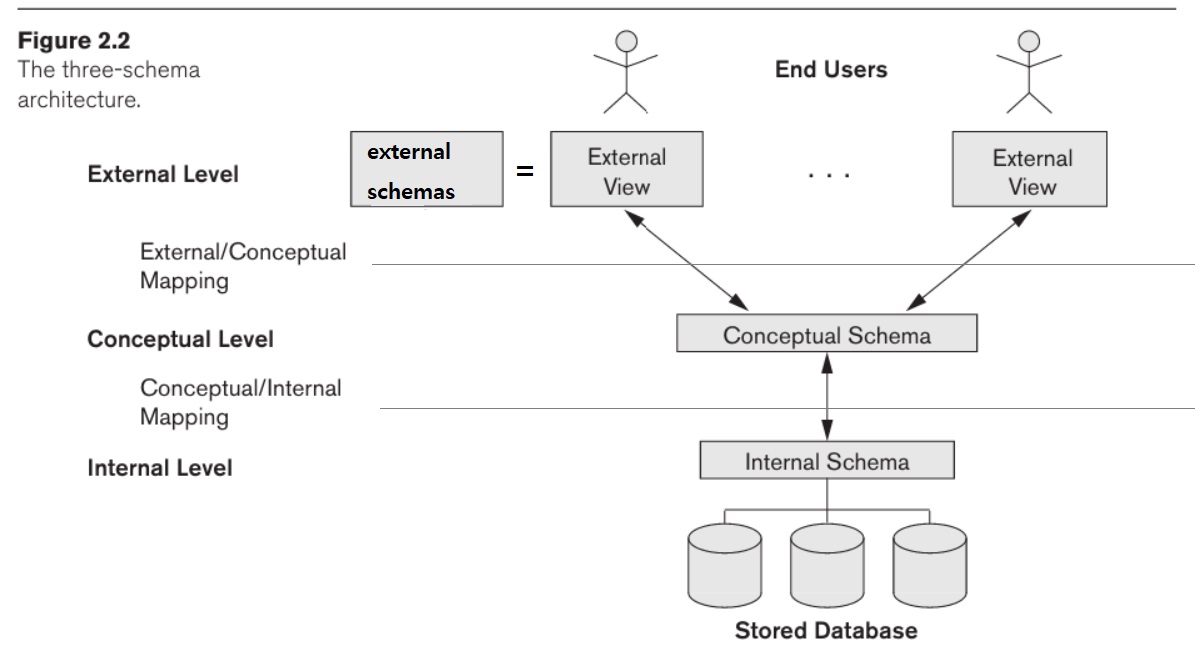 Figure 2.2
The three-schema
architecture.
End Users
External Level
external
schemas
=
External
View
. . .
External
View
External/Conceptual
Mapping
Conceptual Level
Conceptual Schema
Conceptual/Internal
Mapping
Internal Level
Internal Schema
Stored Database